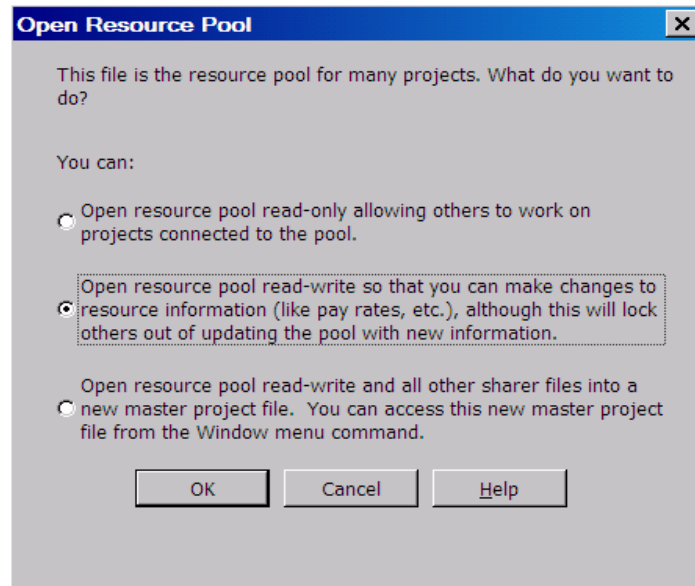 Open Resource Pool
This file is the resource pool for many projects. What do you want to
do?
You can:
Open resource pool read-only allowing others to work on
projects connected to the pool.
Open resource pool read-write so that you can make changes to
resource information (like pay rates, etc.), although this will lock
others out of updating the pool with new information.
Open resource pool read-write and all other sharer files into a
new master project file.  You can access this new master project
file from the Window menu command.
OK Cancel Help